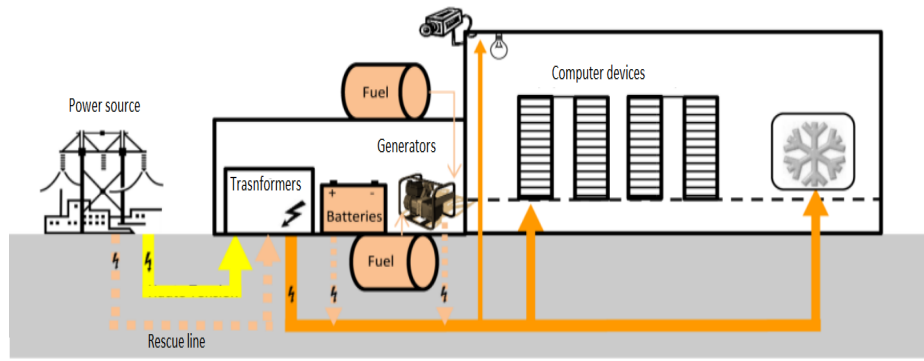 Computer devices
Power source
Fuel
Generators
Trasnformers
+ -
Batteries
Fuel
Rescue line